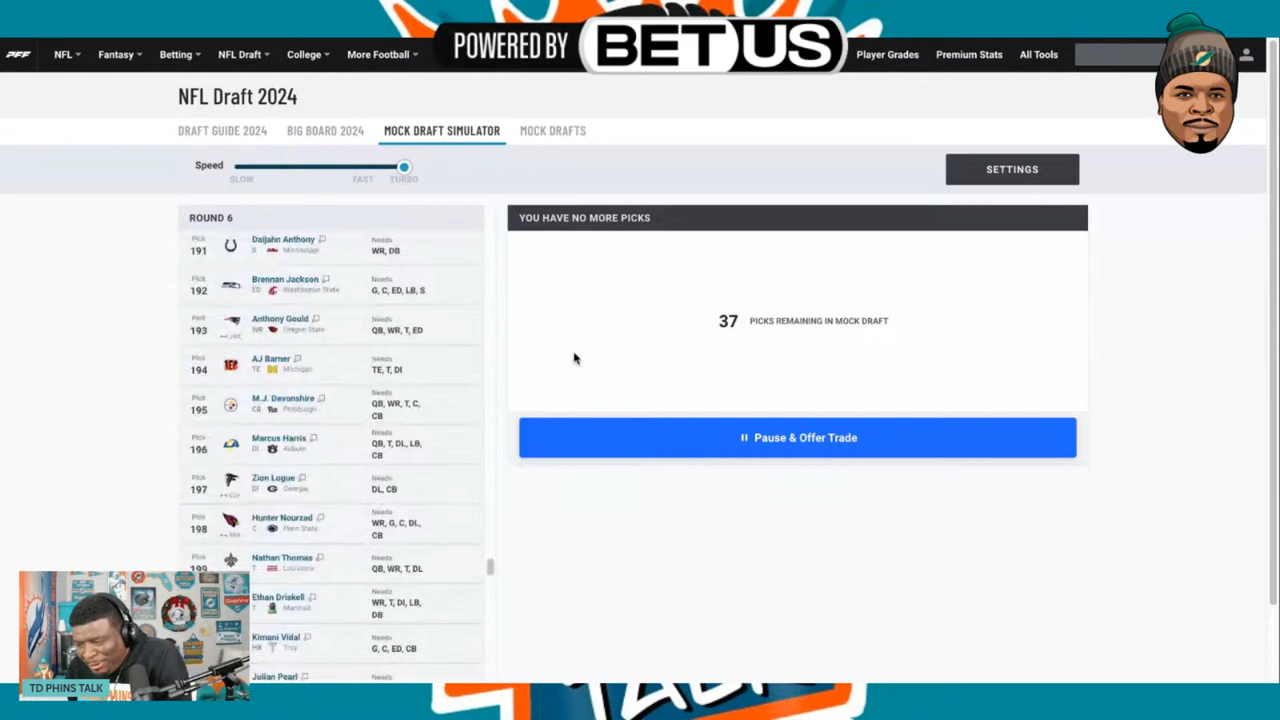 POWERED BY BETUS
PFF NFL Fantasy Betting NFL Draft College More Football Player Grades Premium Stats All Tools
NFL Draft 2024
DRAFT GUIDE 2024 BIG BOARD 2024 MOCK DRAFT SIMULATOR MOCK DRAFTS
Speed
SLOW FAST TURBO
SETTINGS
ROUND 6
Pick 191 Daijahn Anthony Needs
S Mississippi WR, DB
Pick 192 Brennan Jackson Needs
ED Washington State G, C, ED, LB, S
Pick 193 Anthony Gould Needs
WR Oregon State QB, WR, T, ED
JAX
Pick 194 AJ Barner Needs
TE Michigan TE, T, DI
Pick 195 M.J. Devonshire Needs
CB Pittsburgh QB, WR, T, C,
CB
Pick 196 Marcus Harris Needs
DI Auburn QB, T, DL, LB,
CB
Pick 197 Zion Logue Needs
DI Georgia DL, CB
CLV
Pick 198 Hunter Nourzad Needs
C Penn State WR, G, C, DL,
CB
Pick 199 Nathan Thomas Needs
T Louisiana QB, WR, T, DL
Ethan Driskell Needs
T Marshall WR, T, DI, LB,
DB
Kimani Vidal Needs
HB Troy G, C, ED, CB
Julian Pearl Needs
YOU HAVE NO MORE PICKS
37 PICKS REMAINING IN MOCK DRAFT
Pause & Offer Trade
TD PHINS TALK
TALK